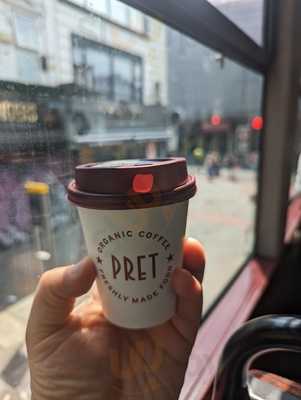 ★ ORGANIC COFFEE ★
PRET
FRESHLY MADE FOOD